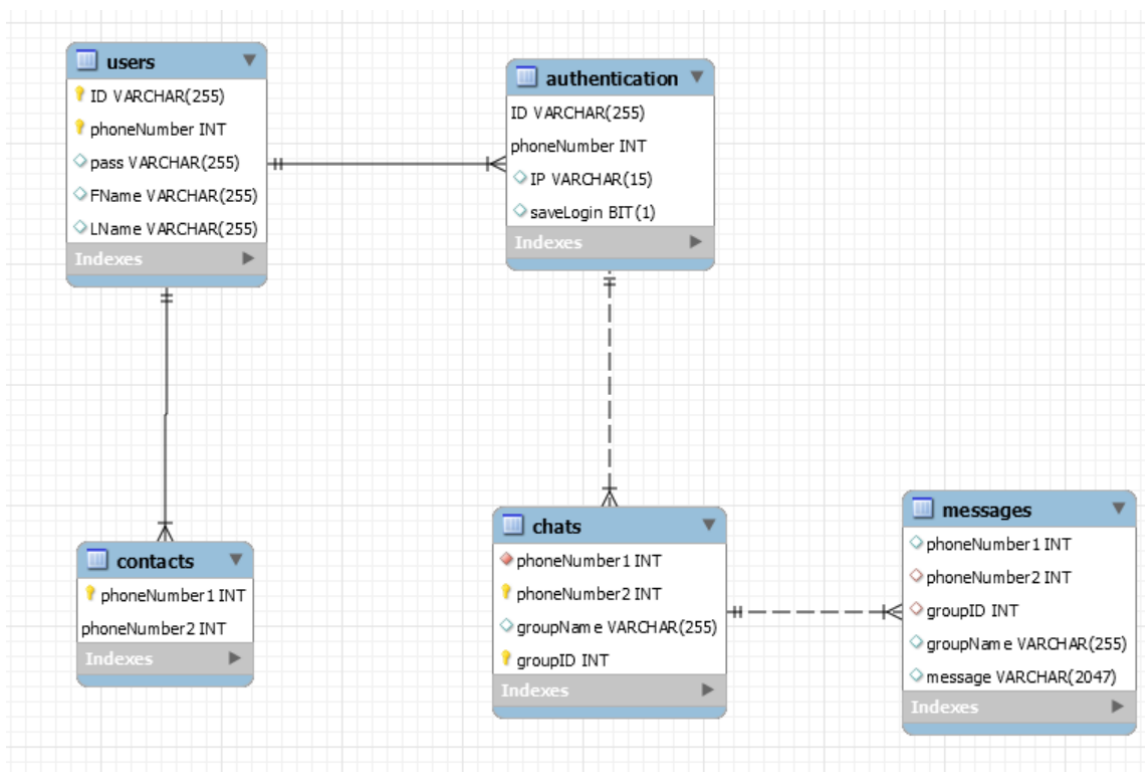 users
ID VARCHAR(255)
phoneNumber INT
pass VARCHAR(255)
FName VARCHAR(255)
LName VARCHAR(255)
Indexes
authentication
ID VARCHAR(255)
phoneNumber INT
IP VARCHAR(15)
saveLogin BIT(1)
Indexes
contacts
phoneNumber1 INT
phoneNumber2 INT
Indexes
chats
phoneNumber1 INT
phoneNumber2 INT
groupName VARCHAR(255)
groupID INT
Indexes
messages
phoneNumber1 INT
phoneNumber2 INT
groupID INT
groupName VARCHAR(255)
message VARCHAR(2047)
Indexes